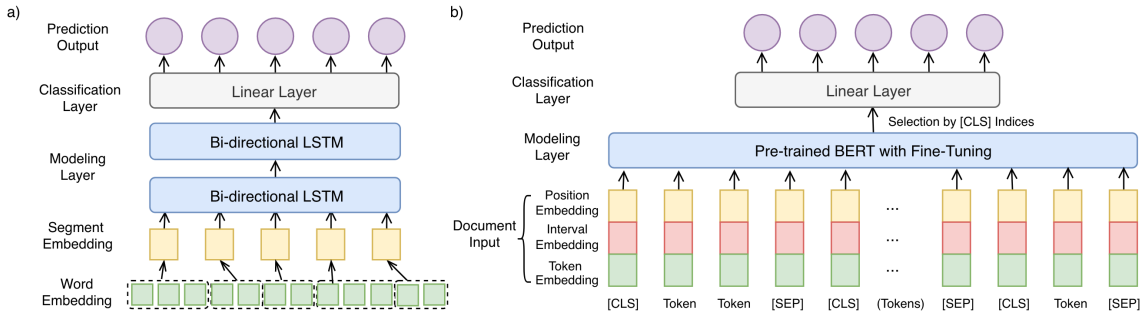 a)
Prediction
Output
Classification
Layer
Linear Layer
Modeling
Layer
Bi-directional LSTM
Bi-directional LSTM
Segment
Embedding
Word
Embedding
b)
Prediction
Output
Classification
Layer
Linear Layer
Selection by [CLS] Indices
Modeling
Layer
Pre-trained BERT with Fine-Tuning
Document
Input
Position
Embedding
...
Interval
Embedding
...
Token
Embedding
...
[CLS] Token Token [SEP] [CLS] (Tokens) [SEP] [CLS] Token [SEP]